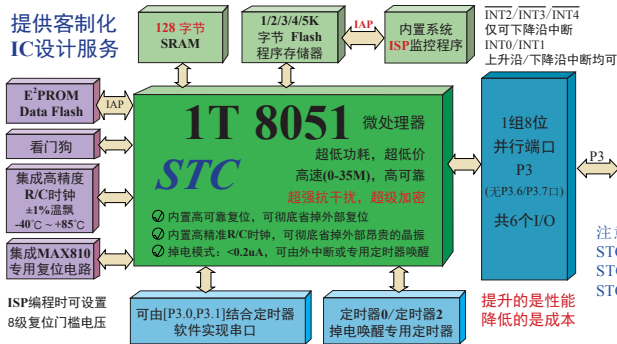 提供客制化
IC设计服务
128 字节
SRAM
1/2/3/4/5K
字节 Flash
程序存储器
IAP
内置系统
ISP监控程序
INT2/INT3/INT4
仅可下降沿中断
INT0/INT1
上升沿/下降沿中断均可
E²PROM
Data Flash
IAP
看门狗
集成高精度
R/C时钟
±1%温飘
-40℃~+85℃
集成MAX810
专用复位电路
ISP编程时可设置
8级复位门槛电压
1T 8051 微处理器
STC
超低功耗，超低价
高速(0-35M)，高可靠
超强抗干扰，超级加密
内置高可靠复位，可彻底省掉外部复位
内置高精准R/C时钟，可彻底省掉外部昂贵的晶振
掉电模式：<0.2uA，可由外中断或专用定时器唤醒
可由[P3.0,P3.1]结合定时器
软件实现串口
定时器0/定时器2
掉电唤醒专用定时器
1组8位
并行端口
P3
(无P3.6/P3.7口)
共6个I/O
P3
提升的是性能
降低的是成本
注意
STC
STC
STC